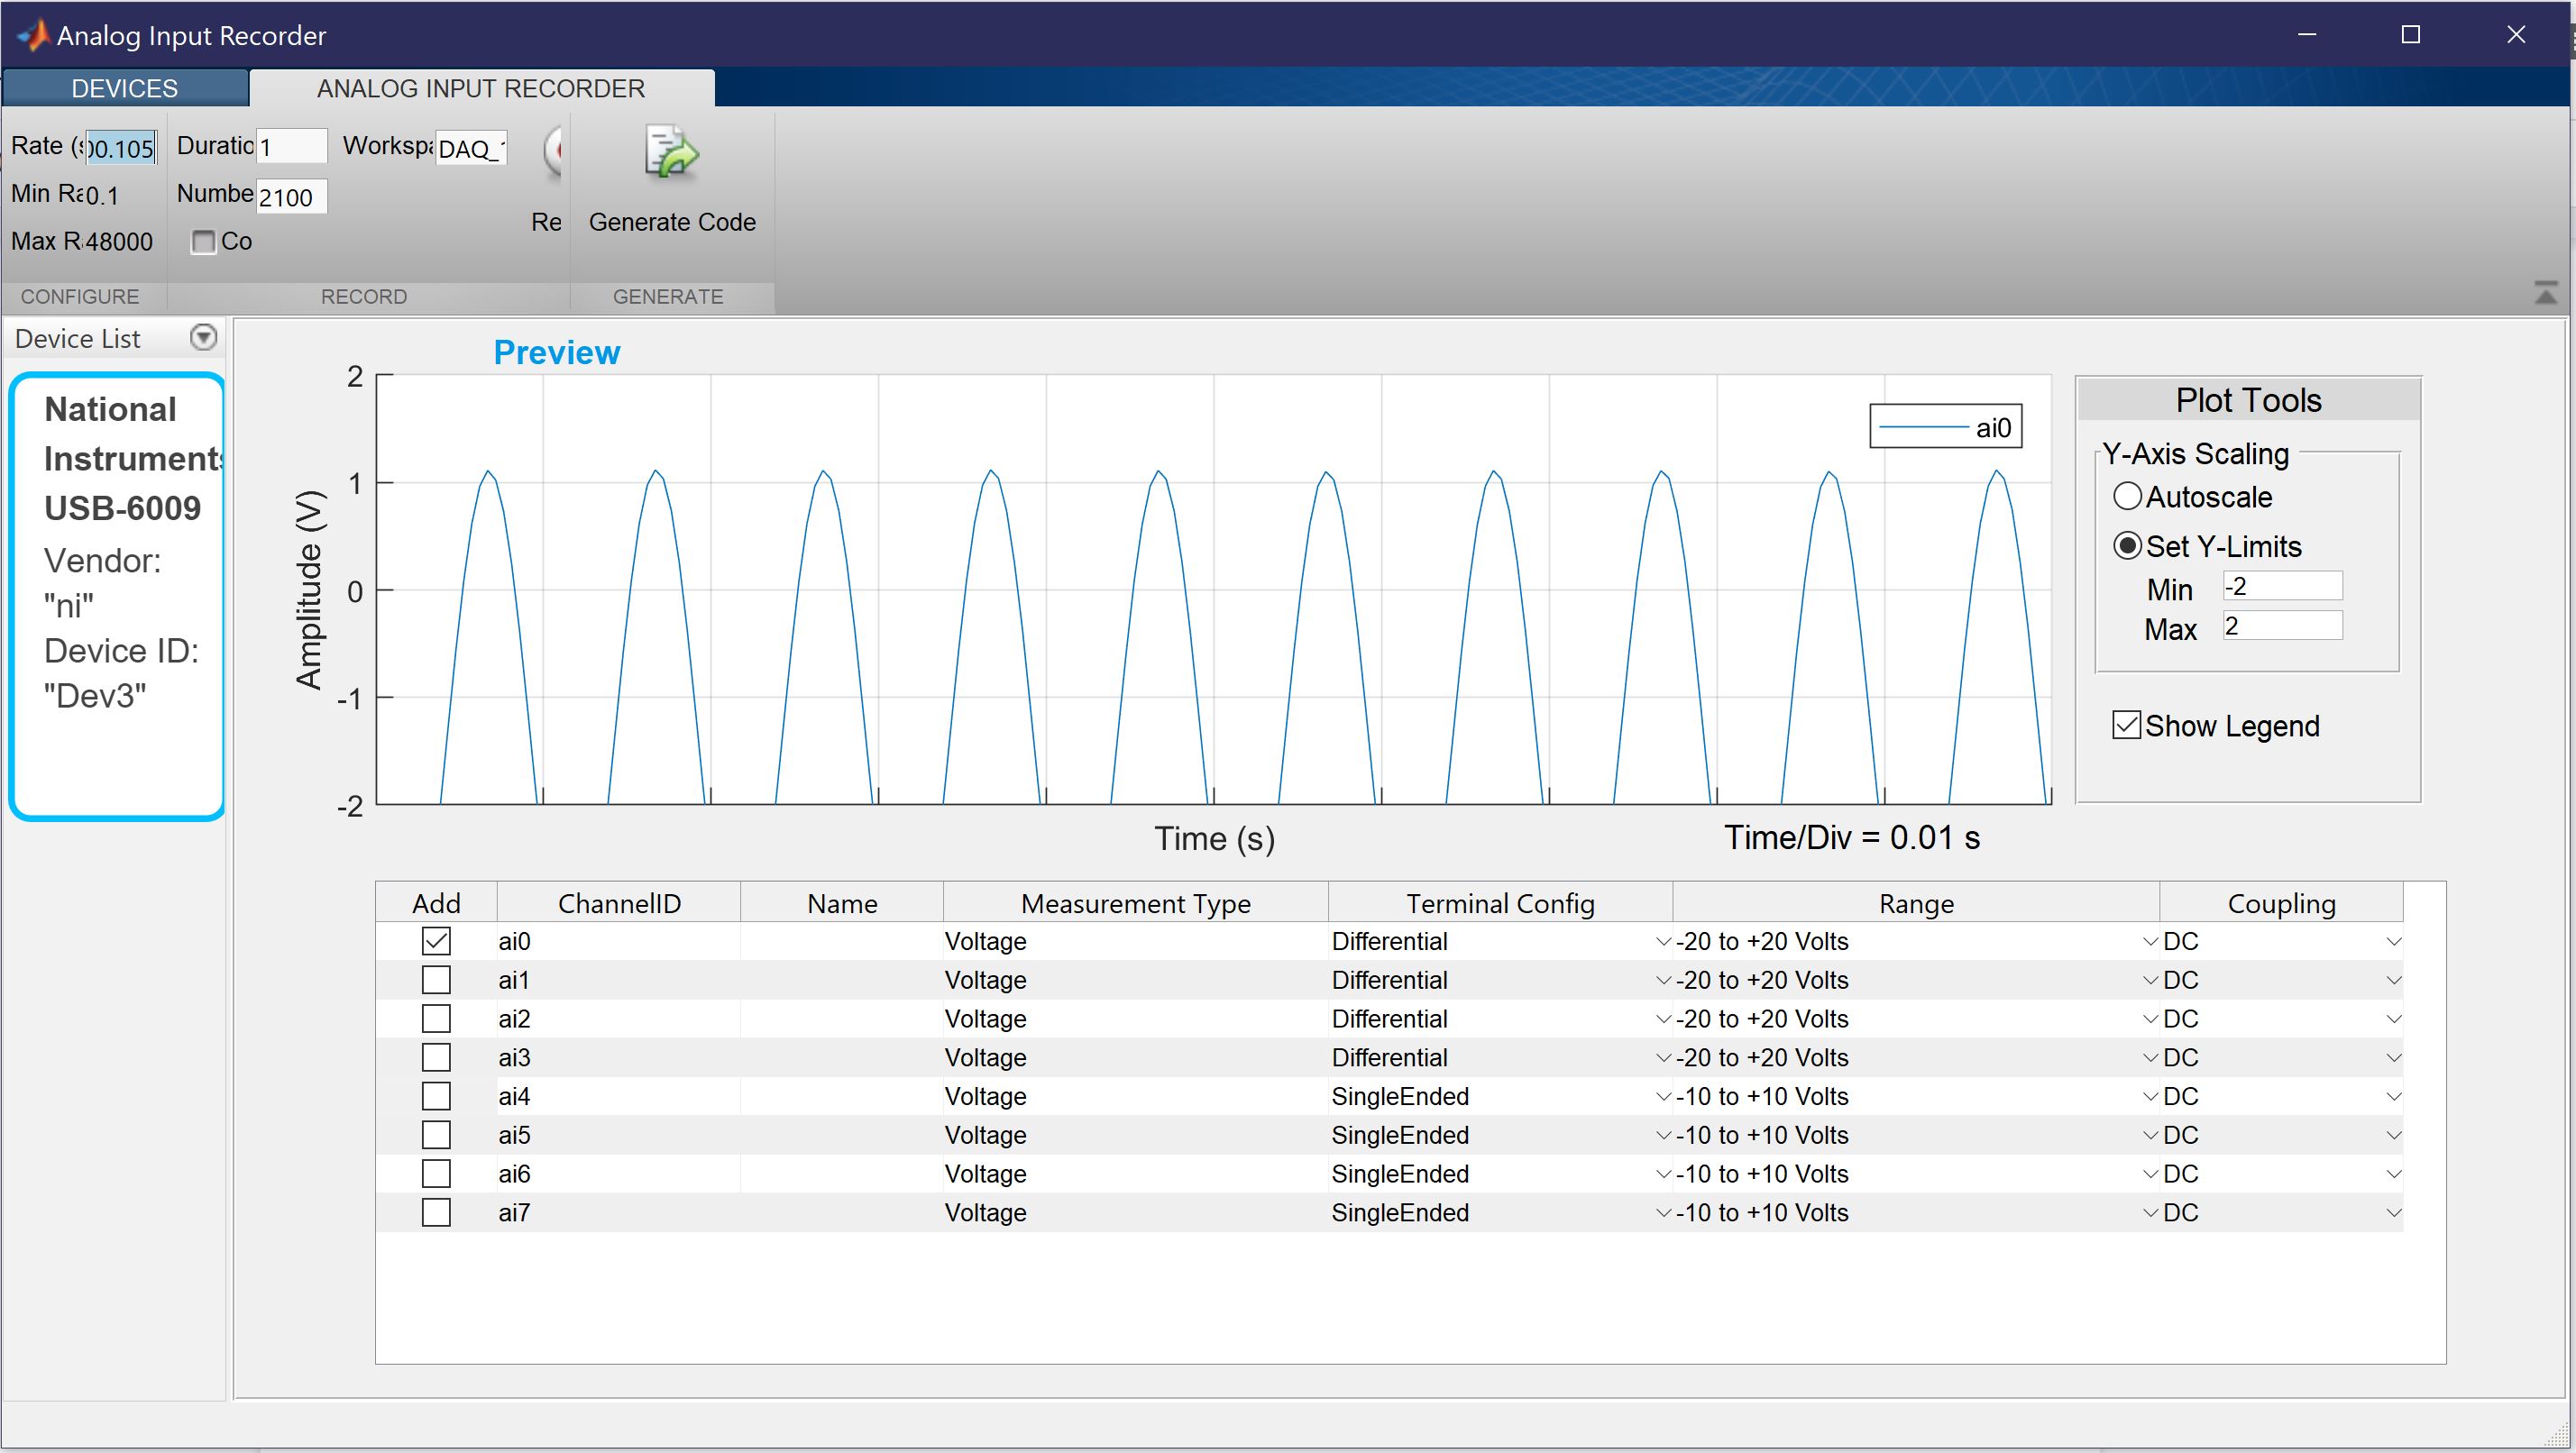 Analog Input Recorder
DEVICES
ANALOG INPUT RECORDER
Rate (s 00.105
Min Ra 0.1
Max R 48000
CONFIGURE
Duratio 1
Numbe 2100
Co
Workspa DAQ_1
Re
RECORD
Generate Code
GENERATE
Device List
National
Instruments
USB-6009
Vendor:
"ni"
Device ID:
"Dev3"
Preview
2
1
0
-1
-2
Amplitude (V)
ai0
Time (s)
Time/Div = 0.01 s
Plot Tools
Y-Axis Scaling
Autoscale
Set Y-Limits
Min -2
Max 2
Show Legend
Add ChannelID Name Measurement Type Terminal Config Range Coupling
ai0 Voltage Differential -20 to +20 Volts DC
ai1 Voltage Differential -20 to +20 Volts DC
ai2 Voltage Differential -20 to +20 Volts DC
ai3 Voltage Differential -20 to +20 Volts DC
ai4 Voltage SingleEnded -10 to +10 Volts DC
ai5 Voltage SingleEnded -10 to +10 Volts DC
ai6 Voltage SingleEnded -10 to +10 Volts DC
ai7 Voltage SingleEnded -10 to +10 Volts DC